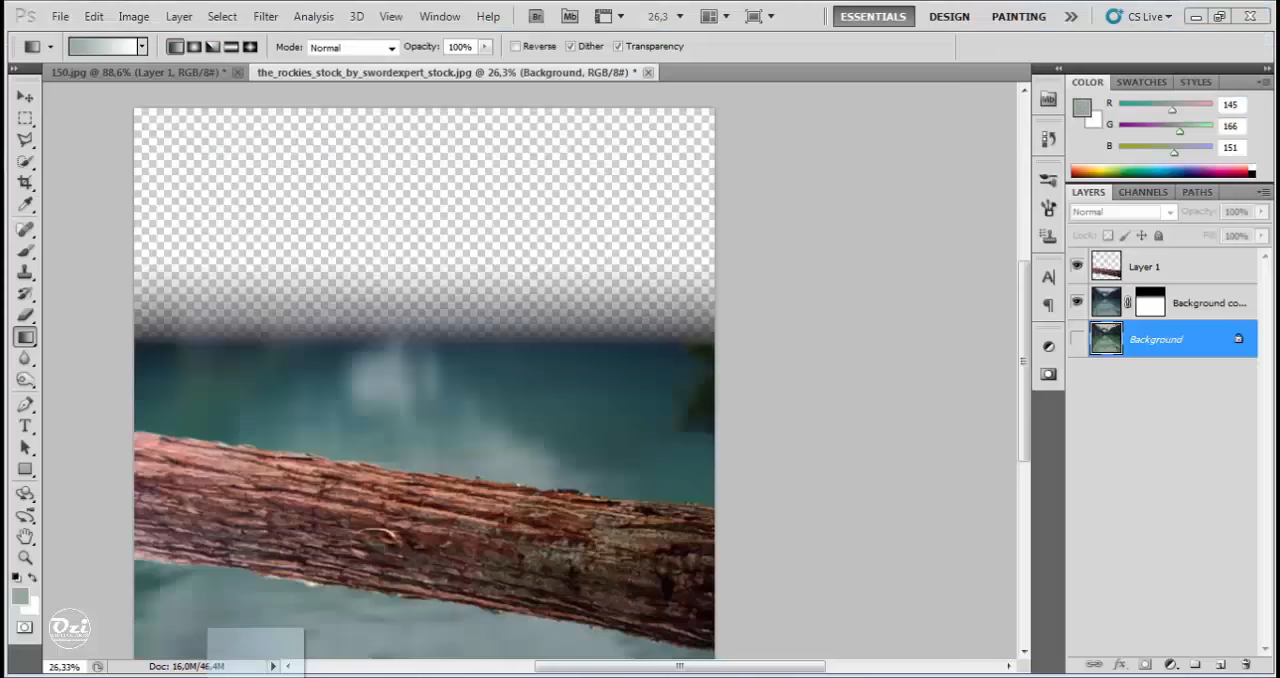 Ps File Edit Image Layer Select Filter Analysis 3D View Window Help Br Mb 26,3 ESSENTIALS DESIGN PAINTING CS Live
Mode: Normal Opacity: 100% Reverse Dither Transparency
150.jpg @ 88,6% (Layer 1, RGB/8#) * the_rockies_stock_by_swordexpert_stock.jpg @ 26,3% (Background, RGB/8#) *
COLOR SWATCHES STYLES
R 145
G 166
B 151
LAYERS CHANNELS PATHS
Normal Opacity: 100%
Lock: Fill: 100%
Layer 1
Background co...
Background
Mb
A
T
Ozi
26,33% Doc: 16,0M/46,4M